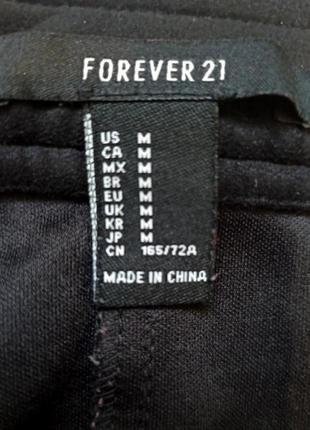 FOREVER 21
US M
CA M
MX M
BR M
EU M
UK M
KR M
JP M
CN 165/72A
MADE IN CHINA